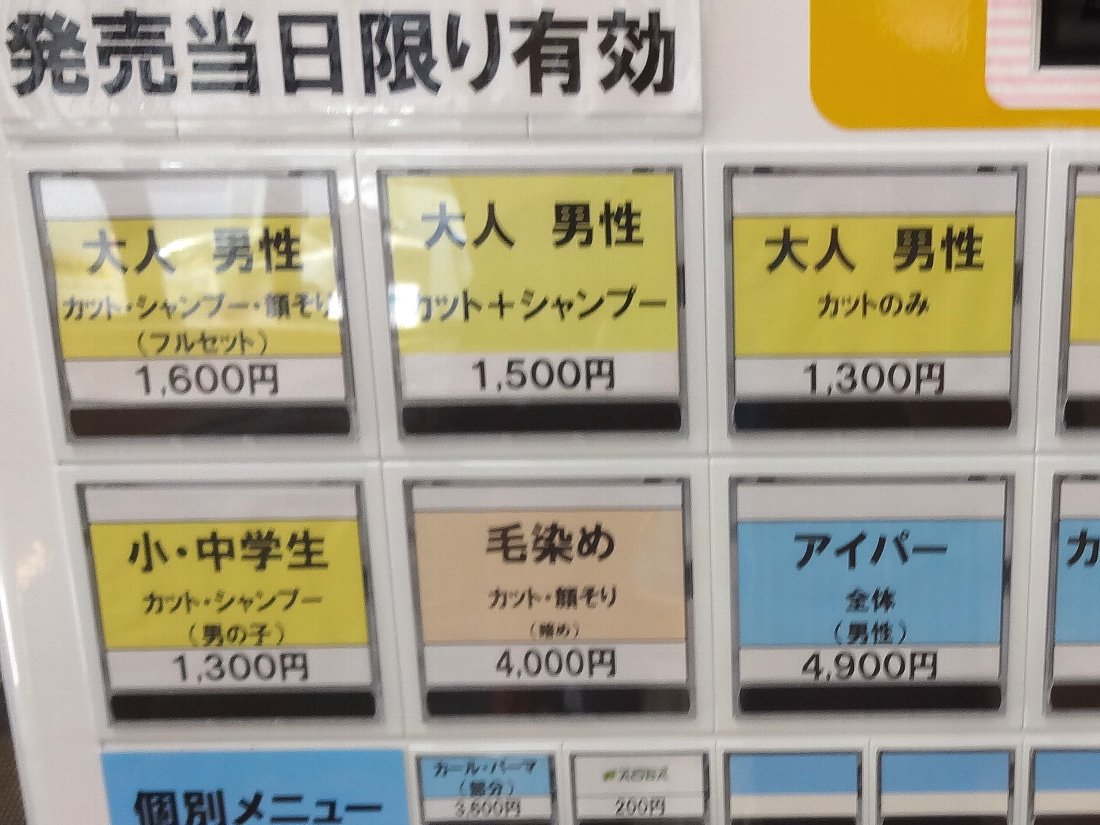 発売当日限り有効
大人 男性
カット・シャンプー・顔そり
(フルセット)
1,600円
大人 男性
カット+シャンプー
1,500円
大人 男性
カットのみ
1,300円
小・中学生
カット・シャンプー
(男の子)
1,300円
毛染め
カット・顔そり
4,000円
アイパー
全体
(男性)
4,900円
カ
個別メニュー
カール・パーマ
(部分)
3,600円
200円